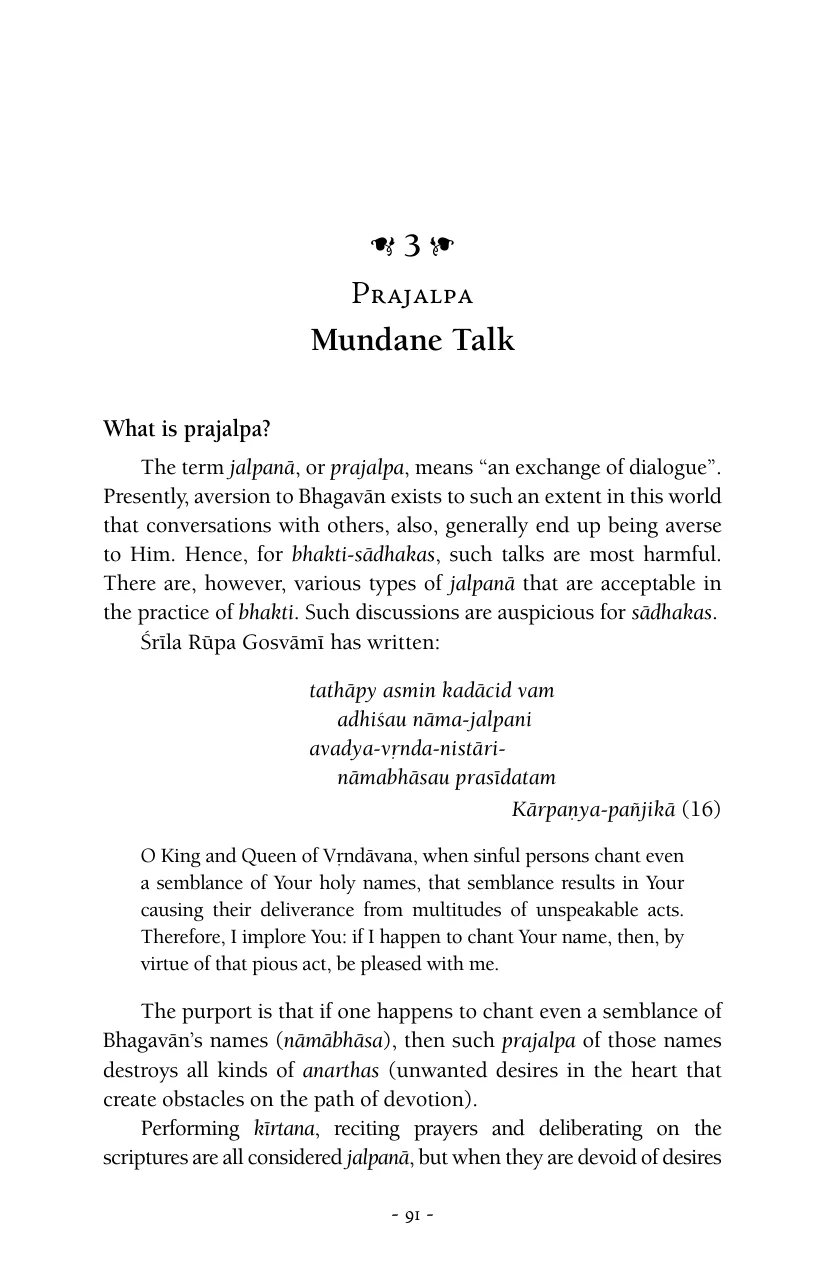 3
Prajalpa
Mundane Talk
What is prajalpa?
The term jalpanā, or prajalpa, means “an exchange of dialogue”.
Presently, aversion to Bhagavān exists to such an extent in this world
that conversations with others, also, generally end up being averse
to Him. Hence, for bhakti-sādhakas, such talks are most harmful.
There are, however, various types of jalpanā that are acceptable in
the practice of bhakti. Such discussions are auspicious for sādhakas.
Śrīla Rūpa Gosvāmī has written:
tathāpy asmin kadācid vam
adhiśau nāma-jalpani
avadya-vṛnda-nistāri-
nāmabhāsau prasīdatam
Kārpaṇya-pañjikā (16)
O King and Queen of Vṛndāvana, when sinful persons chant even
a semblance of Your holy names, that semblance results in Your
causing their deliverance from multitudes of unspeakable acts.
Therefore, I implore You: if I happen to chant Your name, then, by
virtue of that pious act, be pleased with me.
The purport is that if one happens to chant even a semblance of
Bhagavān’s names (nāmābhāsa), then such prajalpa of those names
destroys all kinds of anarthas (unwanted desires in the heart that
create obstacles on the path of devotion).
Performing kīrtana, reciting prayers and deliberating on the
scriptures are all considered jalpanā, but when they are devoid of desires
- 91 -